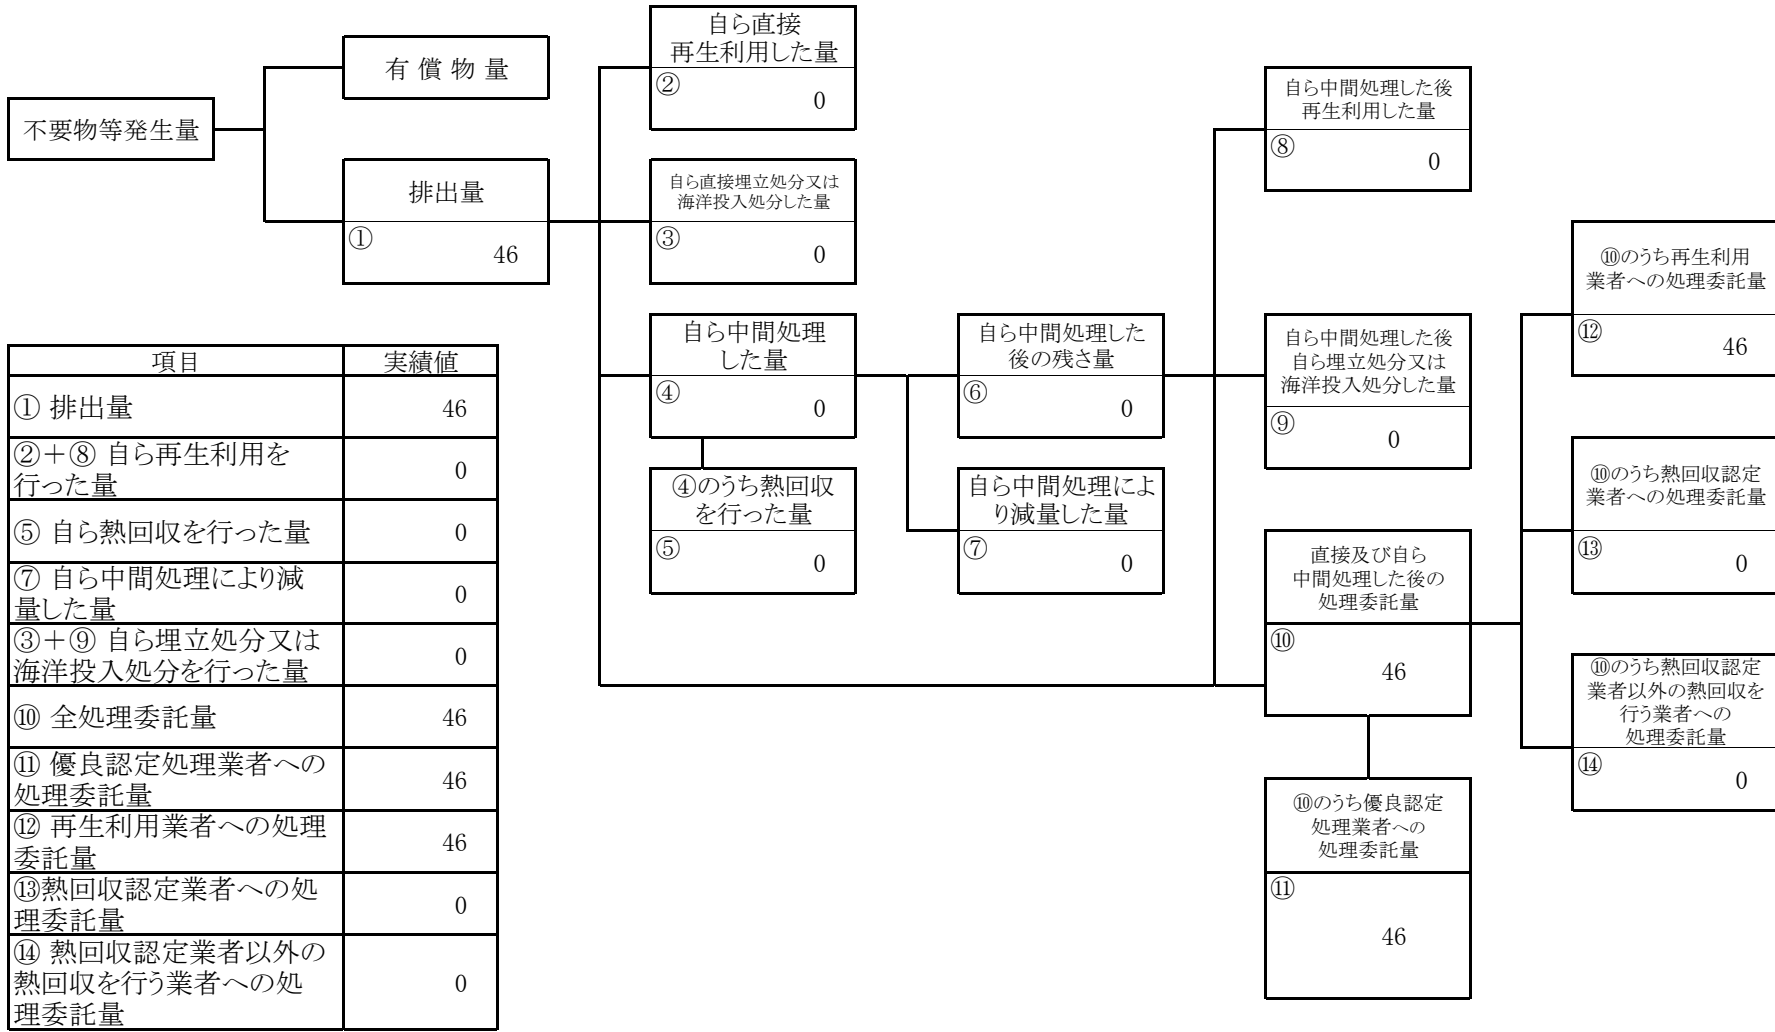 不要物等発生量
有 償 物 量
排出量
①
46
自ら直接
再生利用した量
②
0
自ら直接埋立処分又は
海洋投入処分した量
③
0
自ら中間処理
した量
④
0
④のうち熱回収
を行った量
⑤
0
自ら中間処理した
後の残さ量
⑥
0
自ら中間処理によ
り減量した量
⑦
0
自ら中間処理した後
再生利用した量
⑧
0
自ら中間処理した後
自ら埋立処分又は
海洋投入処分した量
⑨
0
直接及び自ら
中間処理した後の
処理委託量
⑩
46
⑩のうち優良認定
処理業者への
処理委託量
⑪
46
⑩のうち再生利用
業者への処理委託量
⑫
46
⑩のうち熱回収認定
業者への処理委託量
⑬
0
⑩のうち熱回収認定
業者以外の熱回収を
行う業者への
処理委託量
⑭
0
項目 実績値
① 排出量 46
②＋⑧ 自ら再生利用を
行った量 0
⑤ 自ら熱回収を行った量 0
⑦ 自ら中間処理により減
量した量 0
③＋⑨ 自ら埋立処分又は
海洋投入処分を行った量 0
⑩ 全処理委託量 46
⑪ 優良認定処理業者への
処理委託量 46
⑫ 再生利用業者への処理
委託量 46
⑬熱回収認定業者への処
理委託量 0
⑭ 熱回収認定業者以外の
熱回収を行う業者への処
理委託量 0